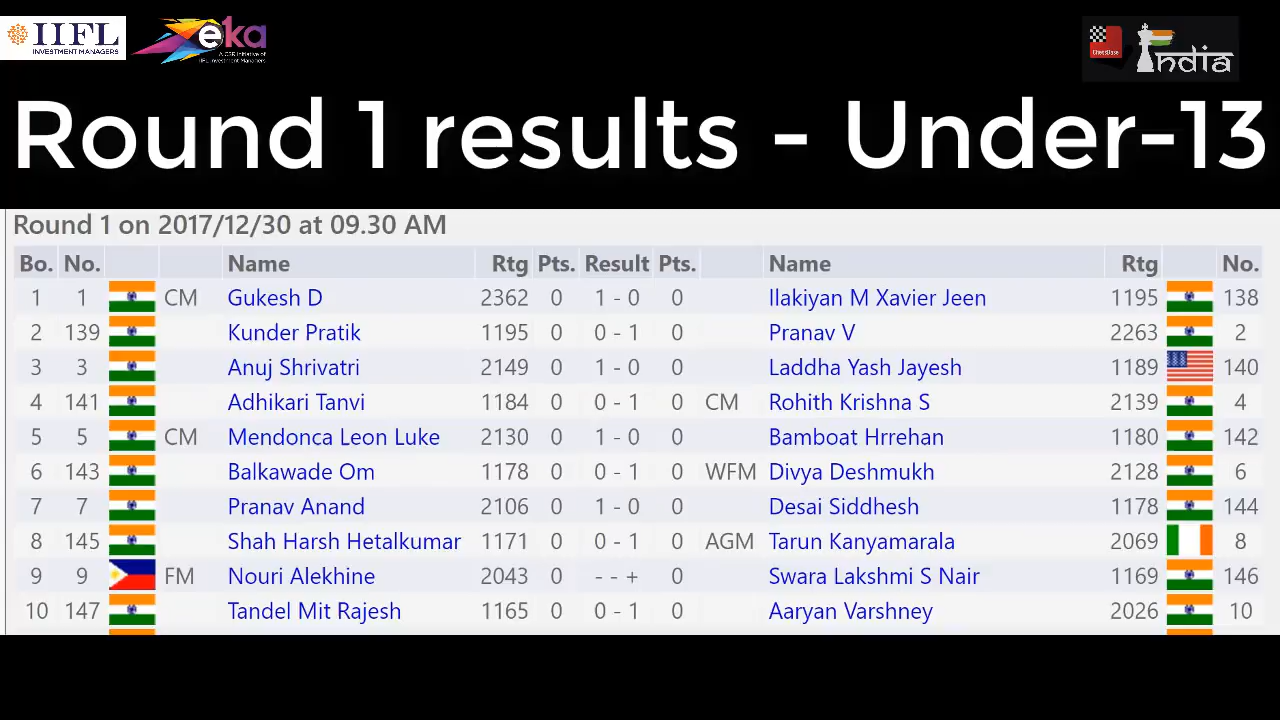 IIFL
INVESTMENT MANAGERS
eka
A CSR Initiative of
IIFL Investment Managers
ChessBase
India
Round 1 results - Under-13
Round 1 on 2017/12/30 at 09.30 AM
Bo. No. Name Rtg Pts. Result Pts. Name Rtg No.
1 1 CM Gukesh D 2362 0 1 - 0 0 Ilakiyan M Xavier Jeen 1195 138
2 139 Kunder Pratik 1195 0 0 - 1 0 Pranav V 2263 2
3 3 Anuj Shrivatri 2149 0 1 - 0 0 Laddha Yash Jayesh 1189 140
4 141 Adhikari Tanvi 1184 0 0 - 1 0 CM Rohith Krishna S 2139 4
5 5 CM Mendonca Leon Luke 2130 0 1 - 0 0 Bamboat Hrrehan 1180 142
6 143 Balkawade Om 1178 0 0 - 1 0 WFM Divya Deshmukh 2128 6
7 7 Pranav Anand 2106 0 1 - 0 0 Desai Siddhesh 1178 144
8 145 Shah Harsh Hetalkumar 1171 0 0 - 1 0 AGM Tarun Kanyamarala 2069 8
9 9 FM Nouri Alekhine 2043 0 - - + 0 Swara Lakshmi S Nair 1169 146
10 147 Tandel Mit Rajesh 1165 0 0 - 1 0 Aaryan Varshney 2026 10